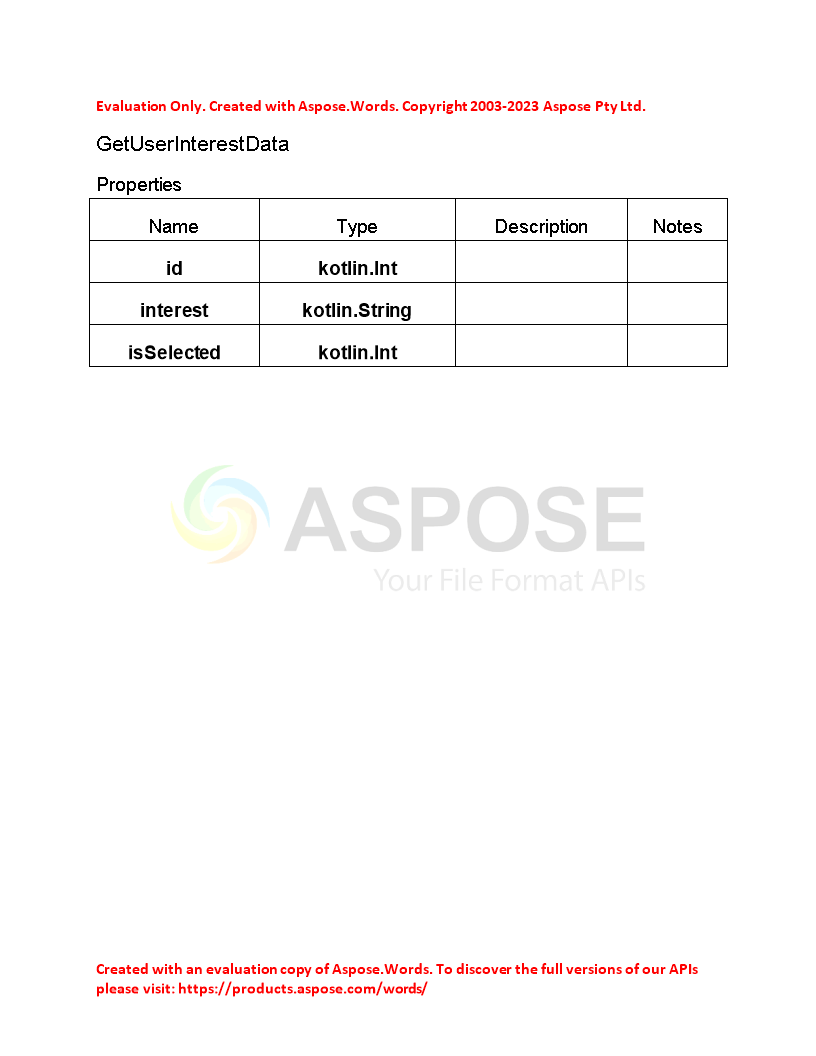 Evaluation Only. Created with Aspose.Words. Copyright 2003-2023 Aspose Pty Ltd.
GetUserInterestData
Properties
Name Type Description Notes
id kotlin.Int
interest kotlin.String
isSelected kotlin.Int
ASPOSE
Your File Format APIs
Created with an evaluation copy of Aspose.Words. To discover the full versions of our APIs
please visit: https://products.aspose.com/words/